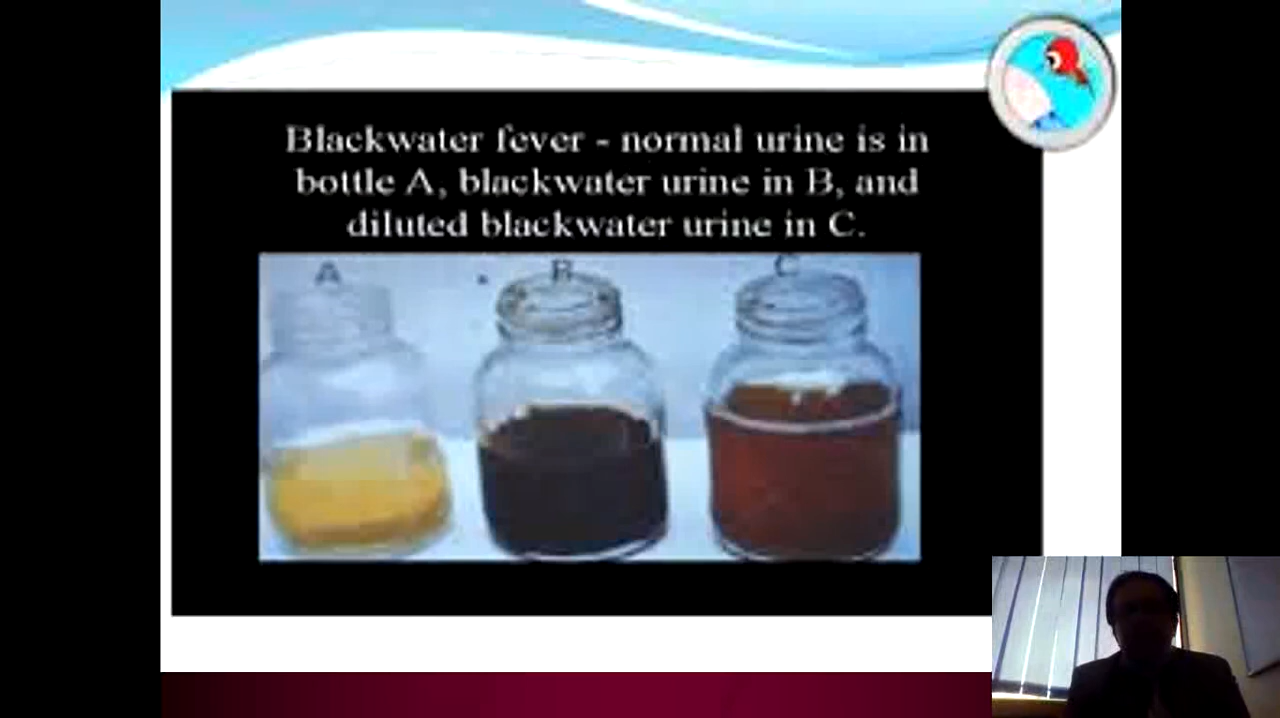 Blackwater fever - normal urine is in
bottle A, blackwater urine in B, and
diluted blackwater urine in C.
A B C